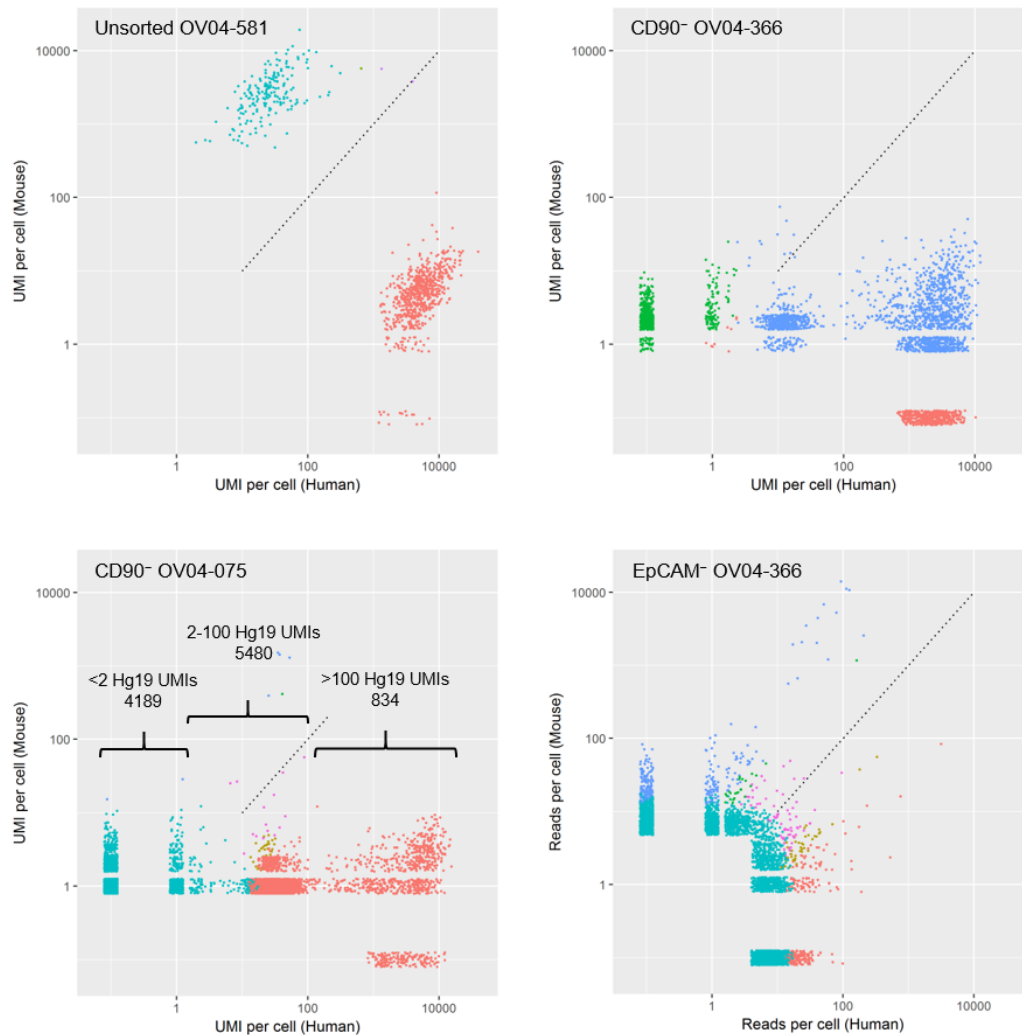 Unsorted OV04-581
10000
100
1
UMI per cell (Mouse)
1
100
10000
UMI per cell (Human)
CD90⁻ OV04-366
10000
100
1
UMI per cell (Mouse)
1
100
10000
UMI per cell (Human)
CD90⁻ OV04-075
10000
100
1
UMI per cell (Mouse)
2-100 Hg19 UMIs
5480
<2 Hg19 UMIs
4189
>100 Hg19 UMIs
834
1
100
10000
UMI per cell (Human)
EpCAM⁻ OV04-366
10000
100
1
Reads per cell (Mouse)
1
100
10000
Reads per cell (Human)